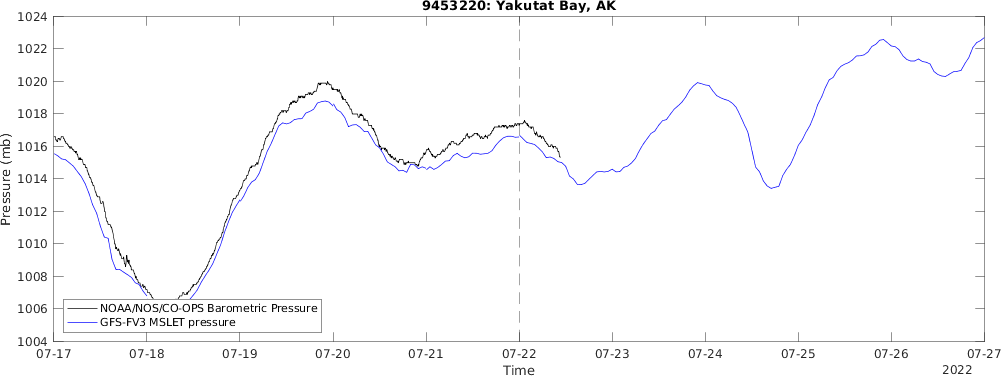 9453220: Yakutat Bay, AK
Pressure (mb)
1024
1022
1020
1018
1016
1014
1012
1010
1008
1006
1004
NOAA/NOS/CO-OPS Barometric Pressure
GFS-FV3 MSLET pressure
07-17 07-18 07-19 07-20 07-21 07-22 07-23 07-24 07-25 07-26 07-27
Time
2022